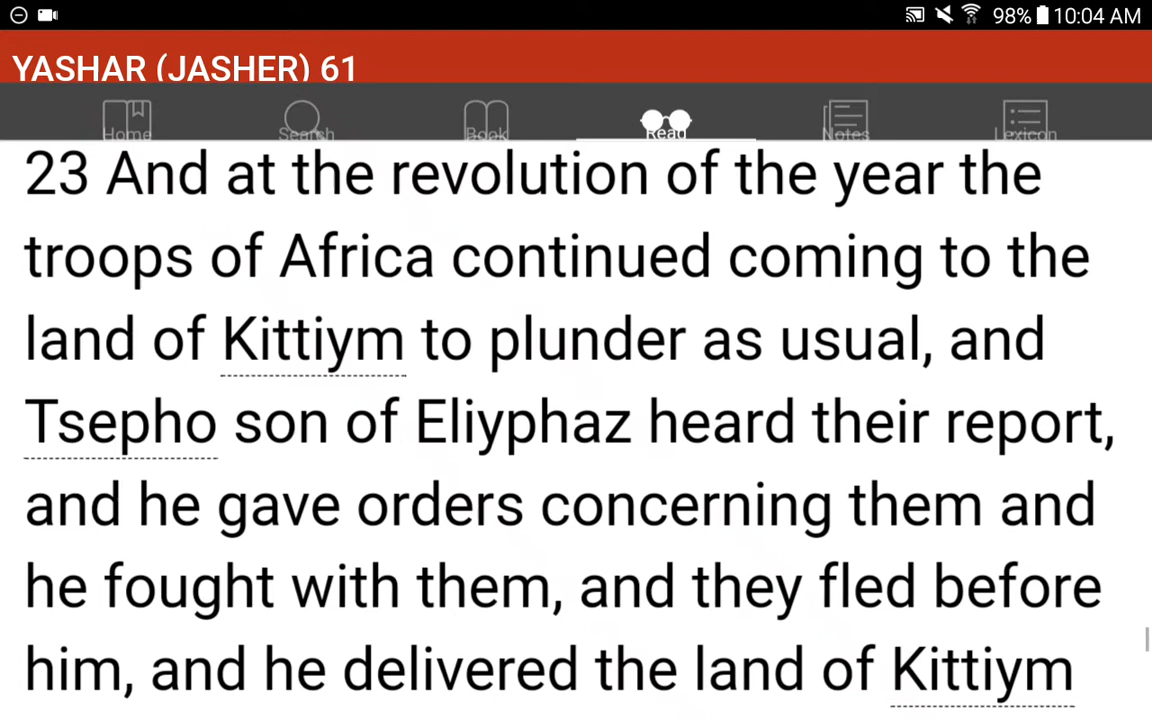 98% 10:04 AM
YASHAR (JASHER) 61
Home Search Book Read Notes Lexicon
23 And at the revolution of the year the
troops of Africa continued coming to the
land of Kittiym to plunder as usual, and
Tsepho son of Eliyphaz heard their report,
and he gave orders concerning them and
he fought with them, and they fled before
him, and he delivered the land of Kittiym